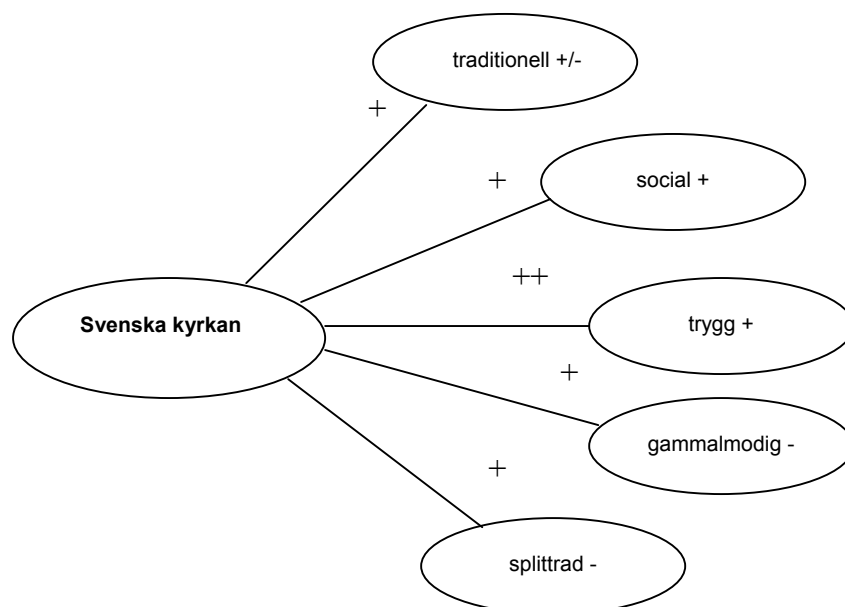 traditionell +/-
+
+
social +
++
Svenska kyrkan
trygg +
+
gammalmodig -
+
splittrad -